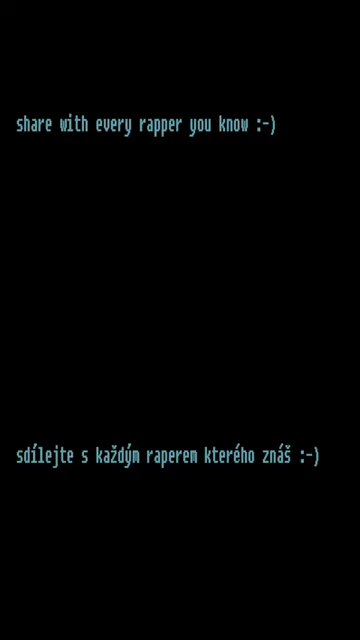 share with every rapper you know :-)
sdílejte s každým raperem kterého znáš :-)